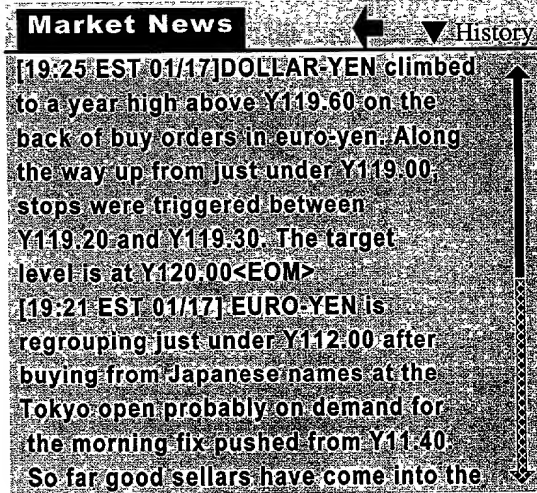 Market News
History
[19:25 EST 01/17]DOLLAR-YEN climbed
to a year high above Y119.60 on the
back of buy orders in euro-yen. Along
the way up from just under Y119.00,
stops were triggered between
Y119.20 and Y119.30. The target
level is at Y120.00<EOM>
[19:21 EST 01/17] EURO-YEN is
regrouping just under Y112.00 after
buying from Japanese names at the
Tokyo open probably on demand for
the morning fix pushed from Y11.40.
So far good sellars have come into the